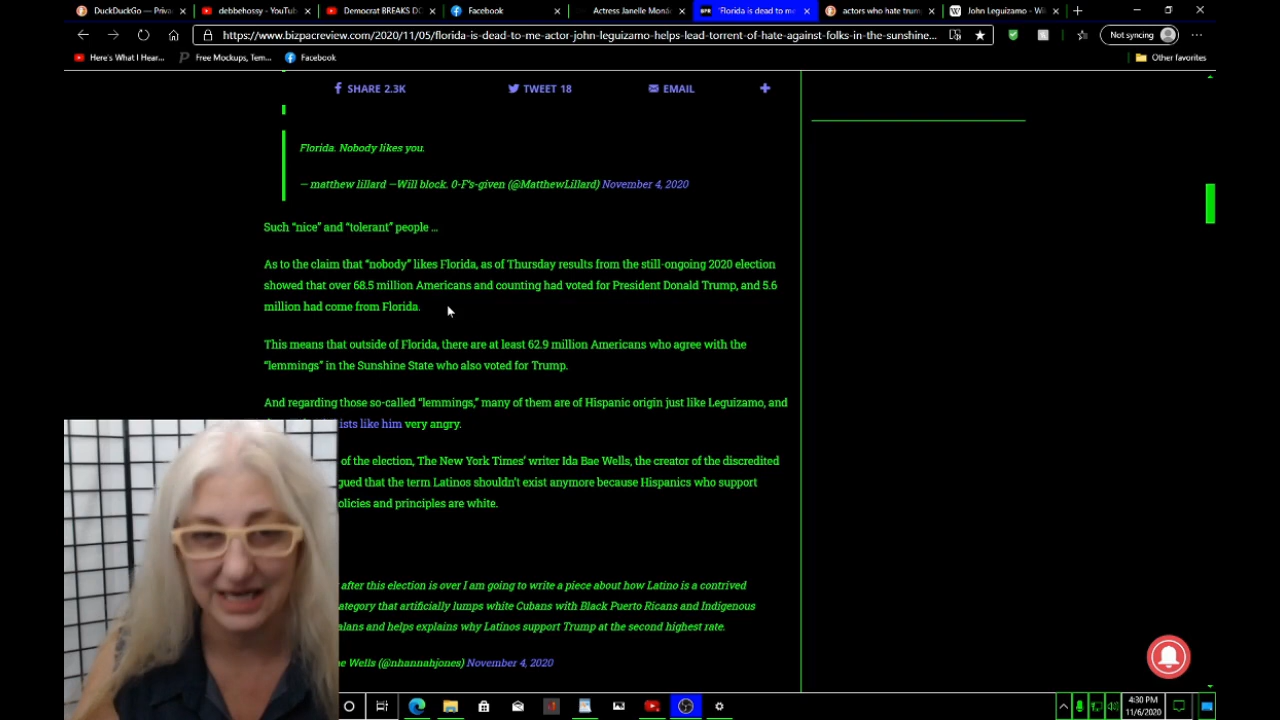 DuckDuckGo — Priva
debbehossy - YouTub
Democrat BREAKS DO
Facebook
Actress Janelle Moná
"Florida is dead to me
actors who hate trum
John Leguizamo - Wi
https://www.bizpacreview.com/2020/11/05/florida-is-dead-to-me-actor-john-leguizamo-helps-lead-torrent-of-hate-against-folks-in-the-sunshine...
Not syncing
Here's What I Hear...
Free Mockups, Tem...
Facebook
Other favorites
SHARE 2.3K
TWEET 18
EMAIL
Florida. Nobody likes you.
— matthew lillard —Will block. 0-F's-given (@MatthewLillard) November 4, 2020
Such “nice” and “tolerant” people ...
As to the claim that “nobody” likes Florida, as of Thursday results from the still-ongoing 2020 election
showed that over 68.5 million Americans and counting had voted for President Donald Trump, and 5.6
million had come from Florida.
This means that outside of Florida, there are at least 62.9 million Americans who agree with the
“lemmings” in the Sunshine State who also voted for Trump.
And regarding those so-called “lemmings,” many of them are of Hispanic origin just like Leguizamo, and
ists like him very angry.
of the election, The New York Times’ writer Ida Bae Wells, the creator of the discredited
gued that the term Latinos shouldn’t exist anymore because Hispanics who support
olicies and principles are white.
after this election is over I am going to write a piece about how Latino is a contrived
ategory that artificially lumps white Cubans with Black Puerto Ricans and Indigenous
alans and helps explains why Latinos support Trump at the second highest rate.
e Wells (@nhannahjones) November 4, 2020
4:30 PM
11/6/2020